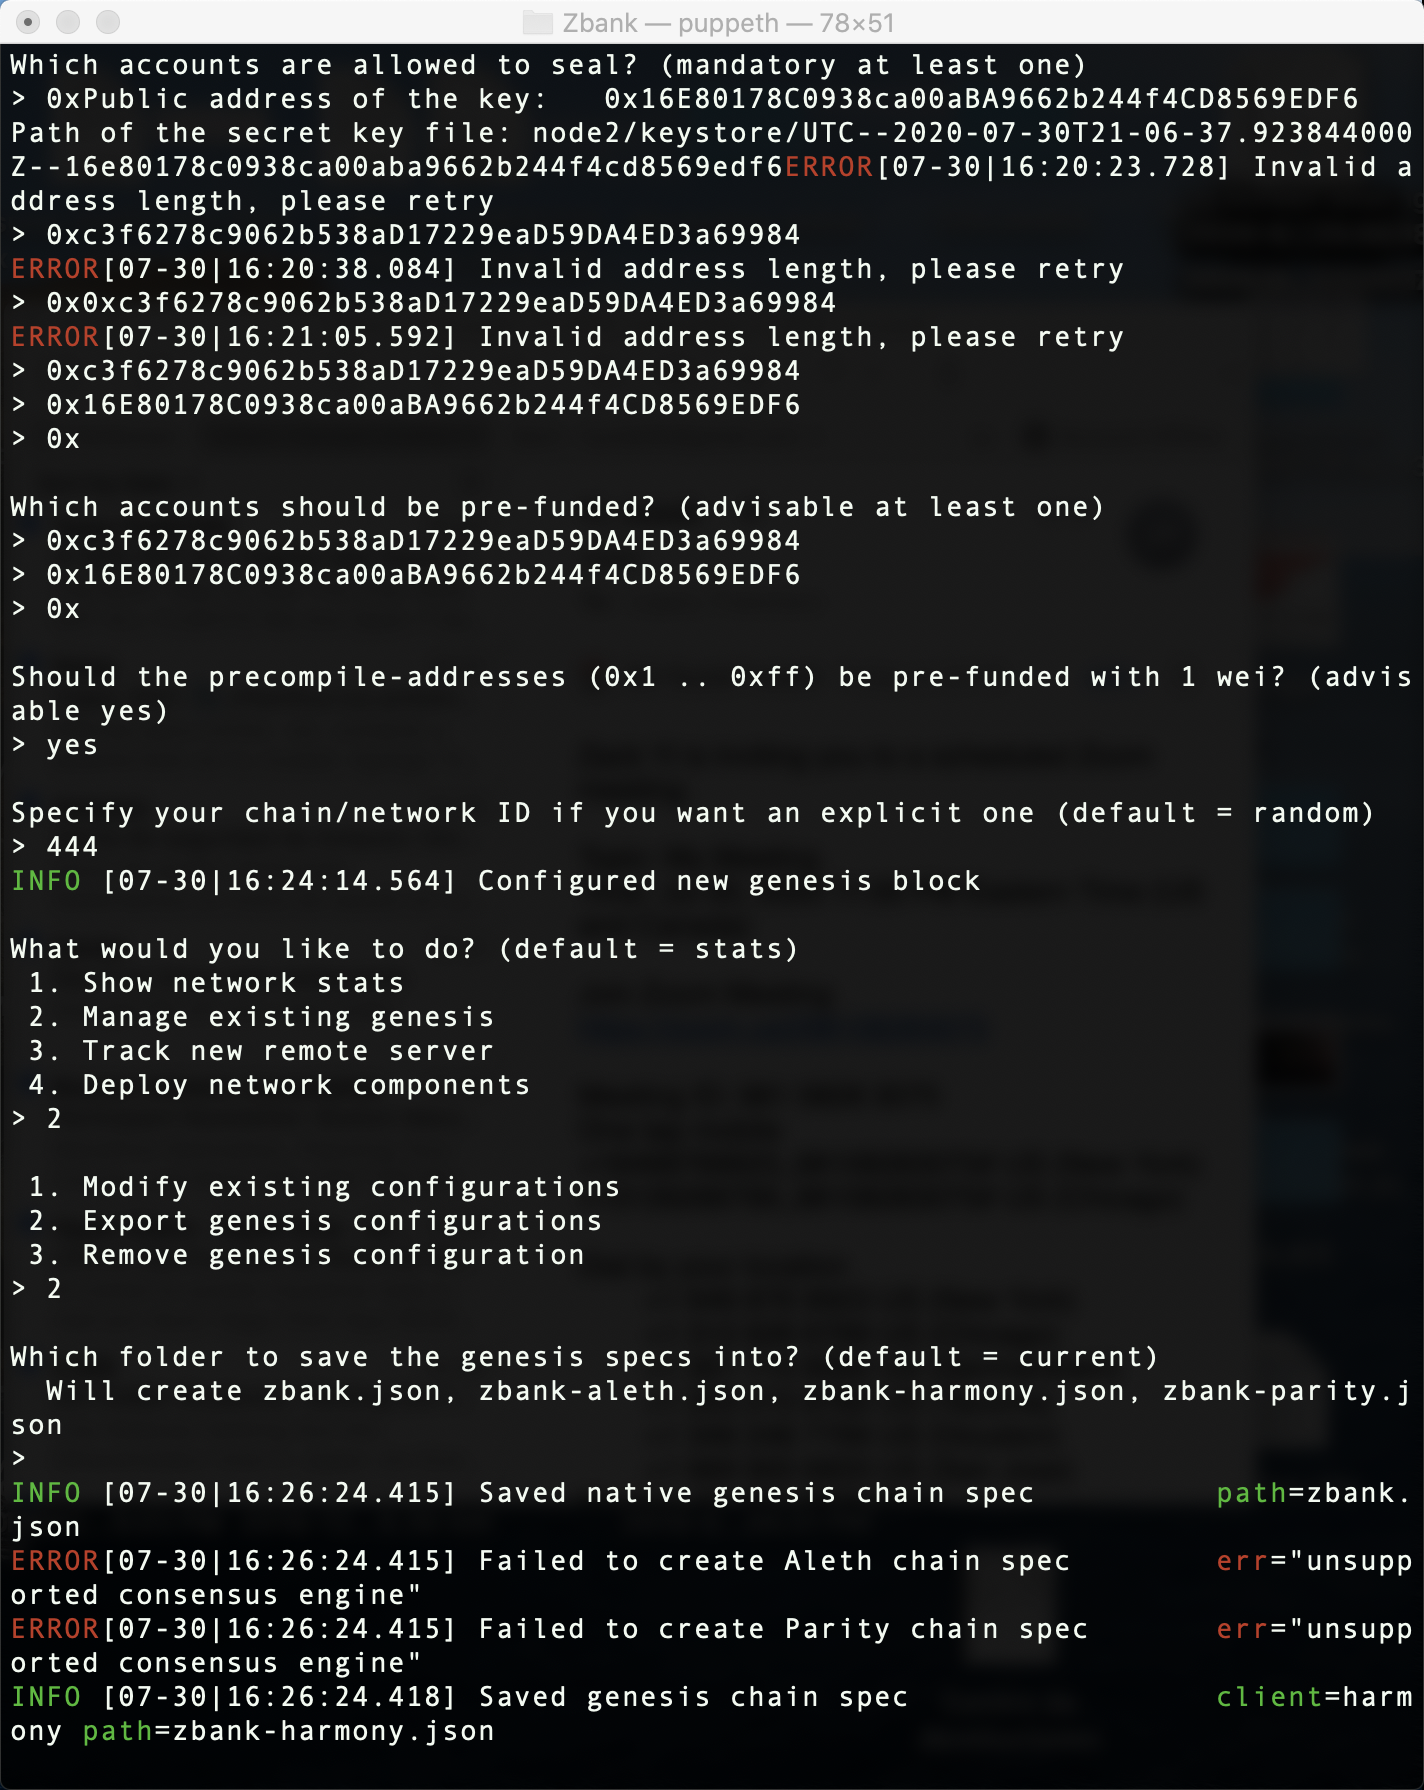 Zbank — puppeth — 78×51
Which accounts are allowed to seal? (mandatory at least one)
> 0xPublic address of the key:   0x16E80178C0938ca00aBA9662b244f4CD8569EDF6
Path of the secret key file: node2/keystore/UTC--2020-07-30T21-06-37.923844000
Z--16e80178c0938ca00aba9662b244f4cd8569edf6ERROR[07-30|16:20:23.728] Invalid a
ddress length, please retry
> 0xc3f6278c9062b538aD17229eaD59DA4ED3a69984
ERROR[07-30|16:20:38.084] Invalid address length, please retry
> 0x0xc3f6278c9062b538aD17229eaD59DA4ED3a69984
ERROR[07-30|16:21:05.592] Invalid address length, please retry
> 0xc3f6278c9062b538aD17229eaD59DA4ED3a69984
> 0x16E80178C0938ca00aBA9662b244f4CD8569EDF6
> 0x
Which accounts should be pre-funded? (advisable at least one)
> 0xc3f6278c9062b538aD17229eaD59DA4ED3a69984
> 0x16E80178C0938ca00aBA9662b244f4CD8569EDF6
> 0x
Should the precompile-addresses (0x1 .. 0xff) be pre-funded with 1 wei? (advis
able yes)
> yes
Specify your chain/network ID if you want an explicit one (default = random)
> 444
INFO [07-30|16:24:14.564] Configured new genesis block
What would you like to do? (default = stats)
1. Show network stats
2. Manage existing genesis
3. Track new remote server
4. Deploy network components
> 2
1. Modify existing configurations
2. Export genesis configurations
3. Remove genesis configuration
> 2
Which folder to save the genesis specs into? (default = current)
Will create zbank.json, zbank-aleth.json, zbank-harmony.json, zbank-parity.j
son
>
INFO [07-30|16:26:24.415] Saved native genesis chain spec          path=zbank.
json
ERROR[07-30|16:26:24.415] Failed to create Aleth chain spec        err="unsupp
orted consensus engine"
ERROR[07-30|16:26:24.415] Failed to create Parity chain spec       err="unsupp
orted consensus engine"
INFO [07-30|16:26:24.418] Saved genesis chain spec                 client=harm
ony path=zbank-harmony.json